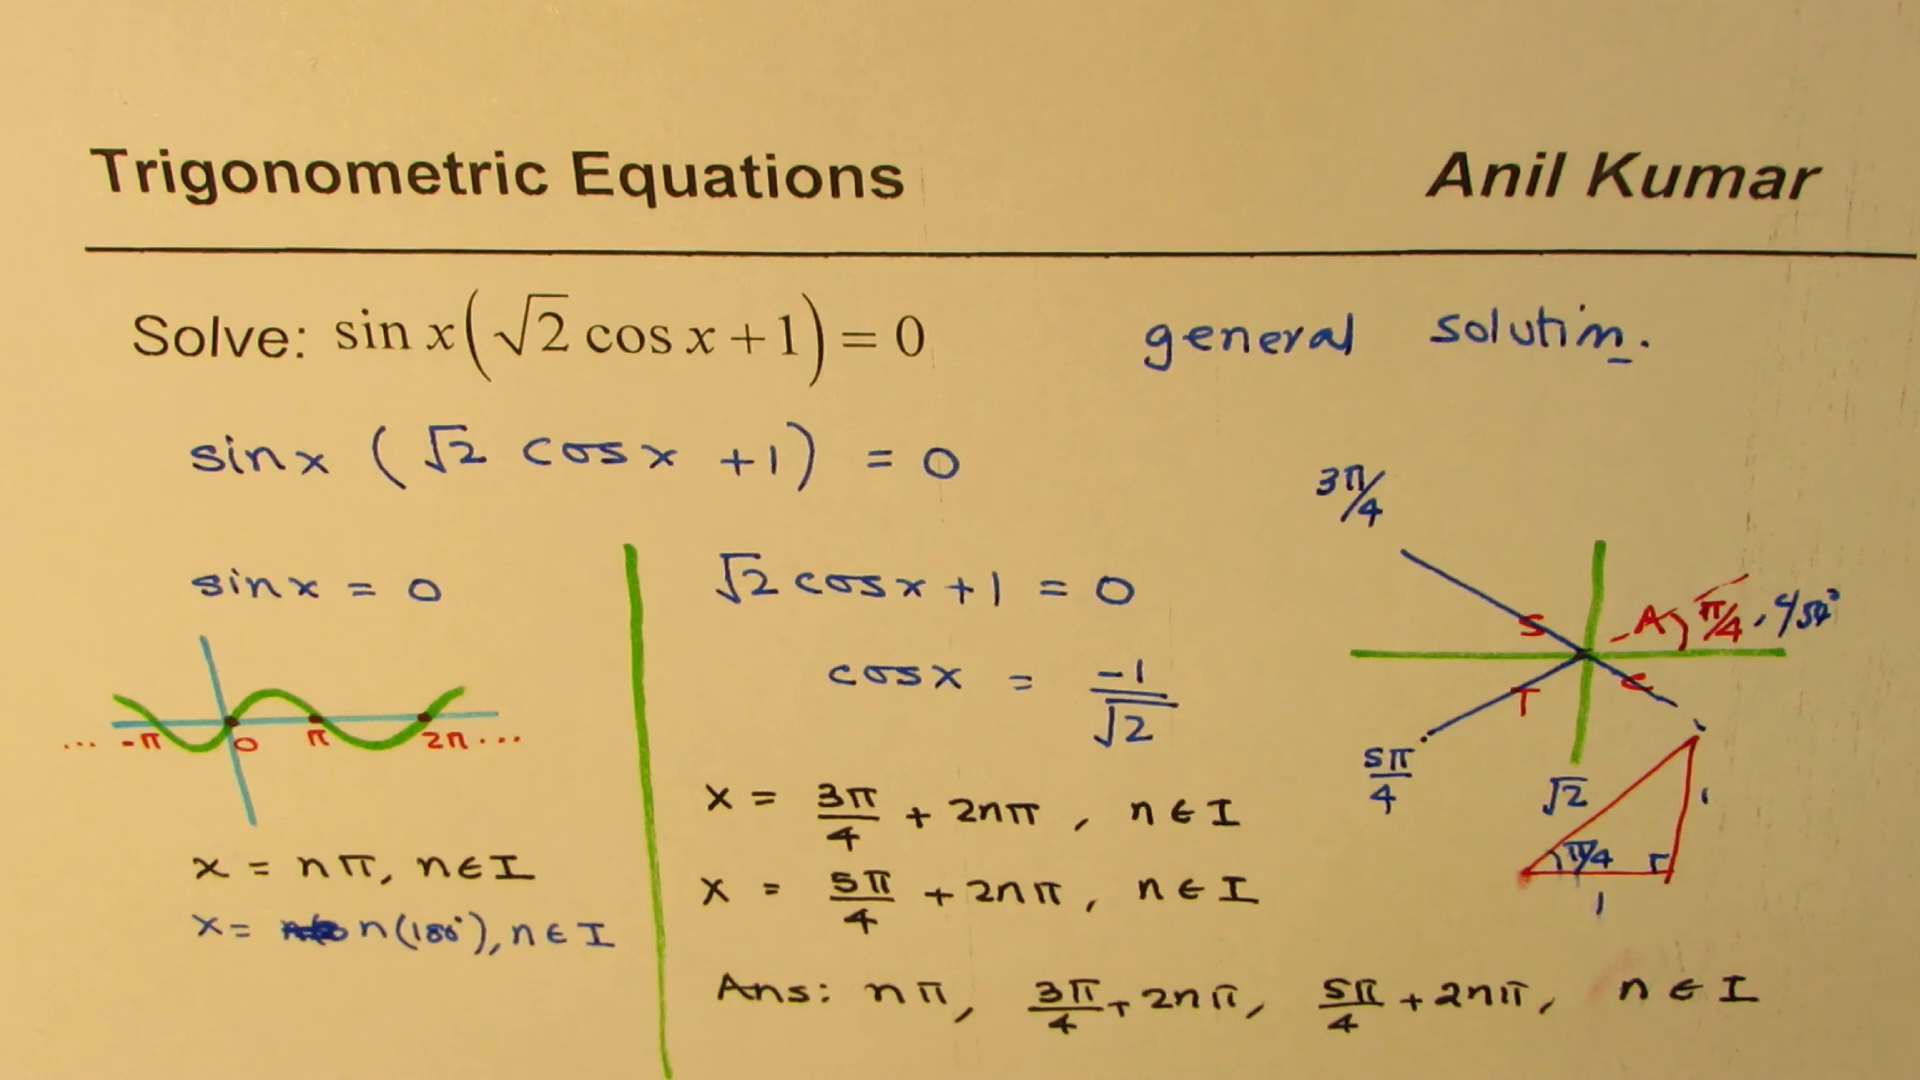 Trigonometric Equations Anil Kumar
Solve: sin x(√2 cos x + 1) = 0 general solutin.
sinx (√2 cosx +1) = 0
sinx = 0
... -π 0 π 2π ...
x = nπ, n∈I
x = n(180°), n∈I
√2 cosx + 1 = 0
cosx = -1/√2
x = 3π/4 + 2nπ, n∈I
x = 5π/4 + 2nπ, n∈I
Ans: nπ, 3π/4 + 2nπ, 5π/4 + 2nπ, n∈I
3π/4
S A π/4, 45°
T C
5π/4
√2 1
π/4
1